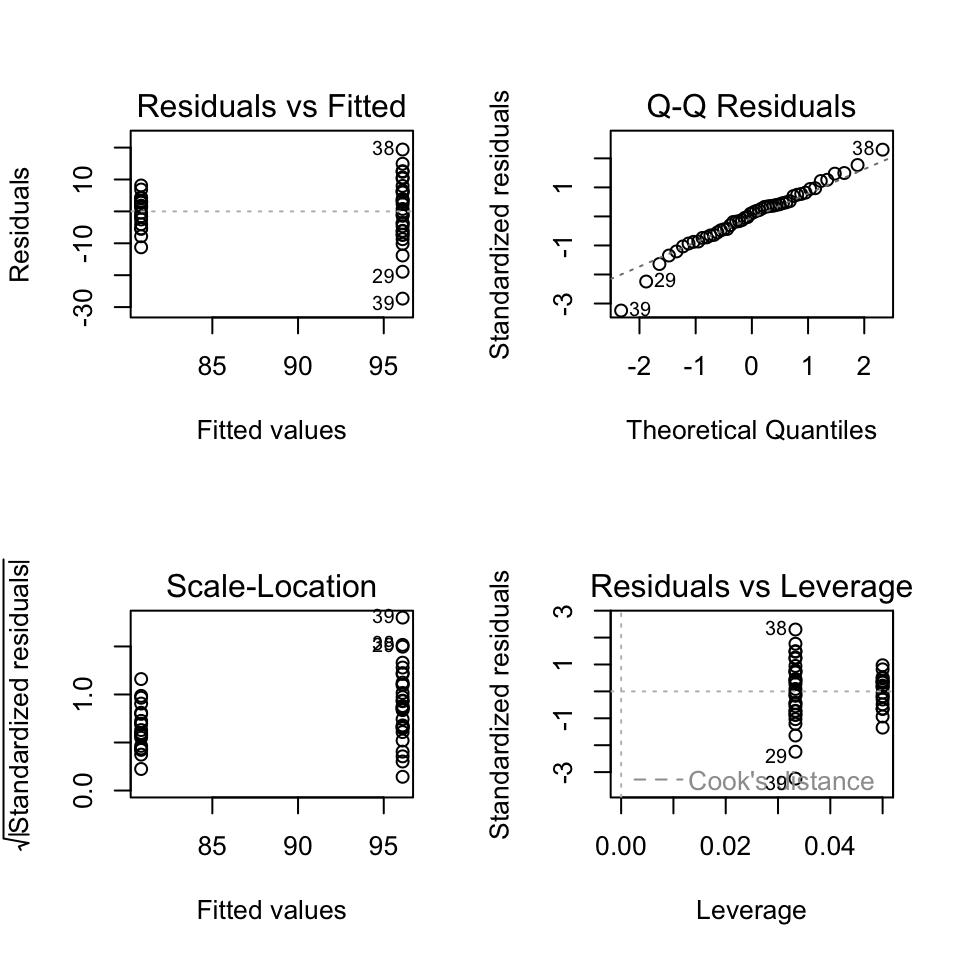 Residuals vs Fitted
Residuals
10
-10
-30
38
29
39
85 90 95
Fitted values
Q-Q Residuals
Standardized residuals
1
-1
-3
38
29
39
-2 -1 0 1 2
Theoretical Quantiles
Scale-Location
√|Standardized residuals|
1.0
0.0
39
85 90 95
Fitted values
Residuals vs Leverage
Standardized residuals
3
1
-1
-3
38
29
39
Cook's distance
0.00 0.02 0.04
Leverage